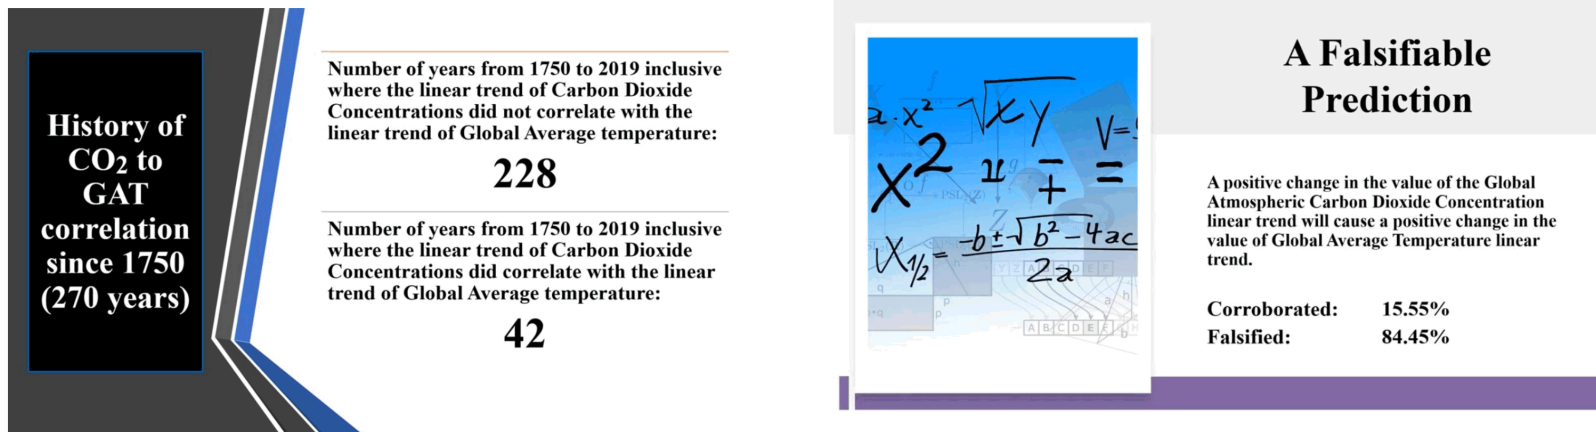 History of
CO₂ to
GAT
correlation
since 1750
(270 years)
Number of years from 1750 to 2019 inclusive
where the linear trend of Carbon Dioxide
Concentrations did not correlate with the
linear trend of Global Average temperature:
228
Number of years from 1750 to 2019 inclusive
where the linear trend of Carbon Dioxide
Concentrations did correlate with the linear
trend of Global Average temperature:
42
a·x² √x y
V=
x²
X½= -b±√b²-4ac
2a
A B C D E F
A Falsifiable
Prediction
A positive change in the value of the Global
Atmospheric Carbon Dioxide Concentration
linear trend will cause a positive change in the
value of Global Average Temperature linear
trend.
Corroborated: 15.55%
Falsified: 84.45%